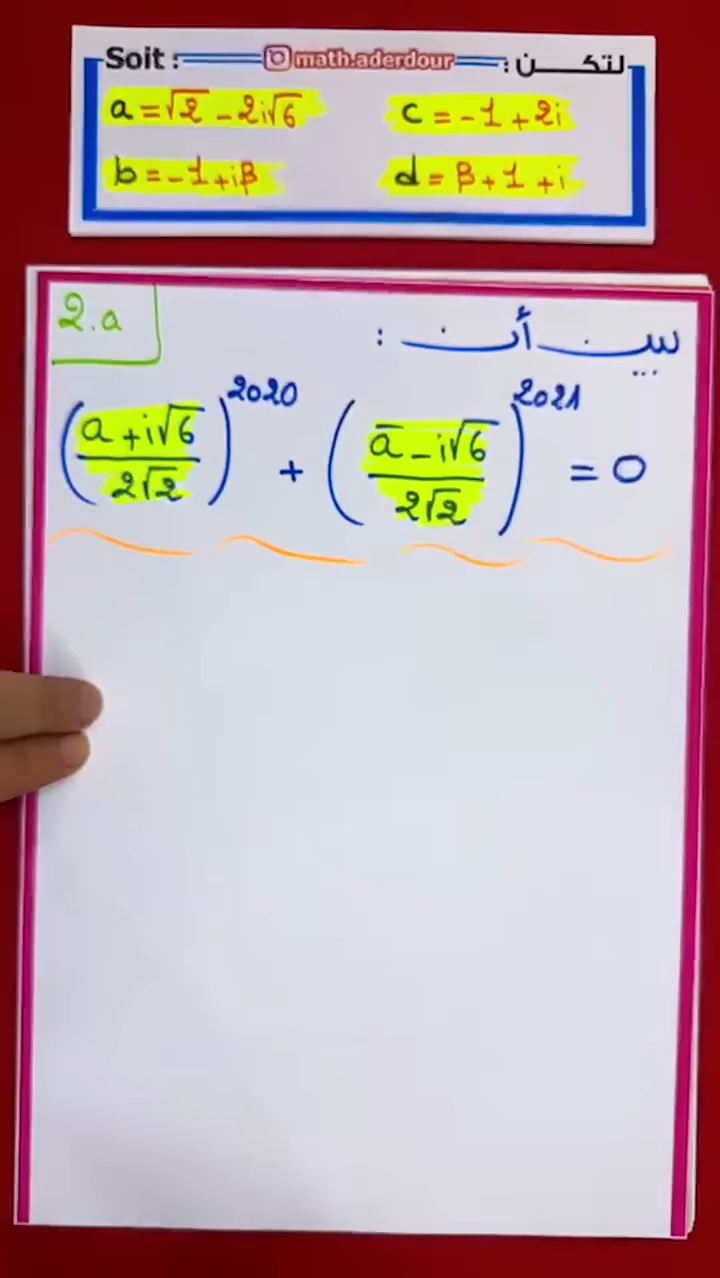 Soit : math.aderdour لتكن :
a = √2 - 2i√6 c = -1 + 2i
b = -1 + iβ d = β + 1 + i
2.a
بين أن :
((a + i√6)/(2√2))^2020 + ((a̅ - i√6)/(2√2))^2021 = 0